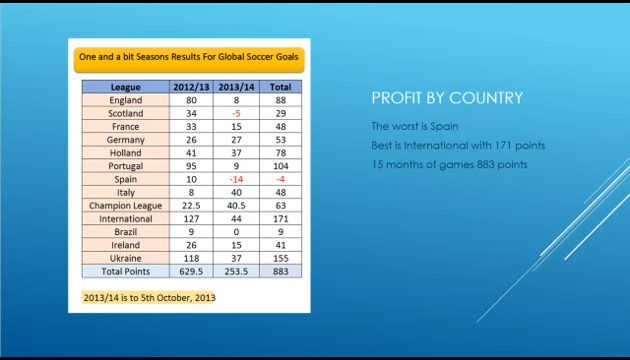 One and a bit Seasons Results For Global Soccer Goals
League 2012/13 2013/14 Total
England 80 8 88
Scotland 34 -5 29
France 33 15 48
Germany 26 27 53
Holland 41 37 78
Portugal 95 9 104
Spain 10 -14 -4
Italy 8 40 48
Champion League 22.5 40.5 63
International 127 44 171
Brazil 9 0 9
Ireland 26 15 41
Ukraine 118 37 155
Total Points 629.5 253.5 883
2013/14 is to 5th October, 2013
PROFIT BY COUNTRY
The worst is Spain
Best is International with 171 points
15 months of games 883 points